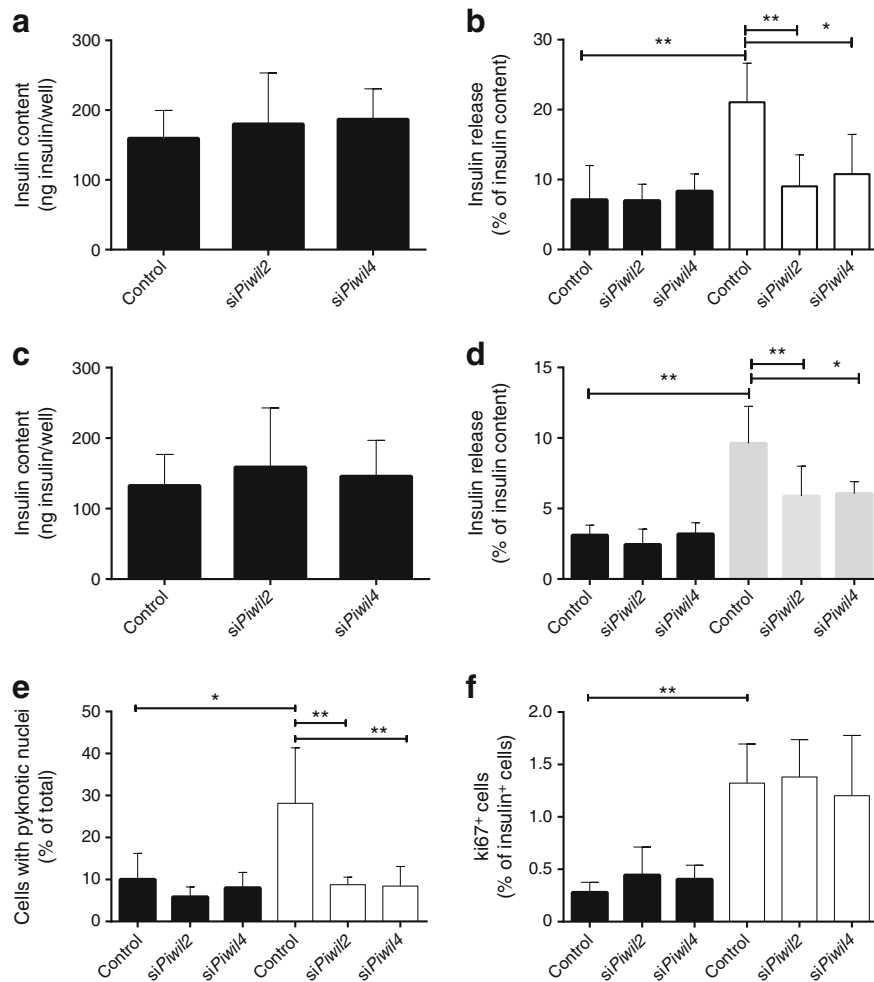 a
Insulin content
(ng insulin/well)
300
200
100
0
Control
siPiwil2
siPiwil4
b
Insulin release
(% of insulin content)
30
20
10
0
**
**
*
Control
siPiwil2
siPiwil4
Control
siPiwil2
siPiwil4
c
Insulin content
(ng insulin/well)
300
200
100
0
Control
siPiwil2
siPiwil4
d
Insulin release
(% of insulin content)
15
10
5
0
**
**
*
Control
siPiwil2
siPiwil4
Control
siPiwil2
siPiwil4
e
Cells with pyknotic nuclei
(% of total)
50
40
30
20
10
0
*
**
**
Control
siPiwil2
siPiwil4
Control
siPiwil2
siPiwil4
f
ki67⁺ cells
(% of insulin⁺ cells)
2.0
1.5
1.0
0.5
0
**
Control
siPiwil2
siPiwil4
Control
siPiwil2
siPiwil4